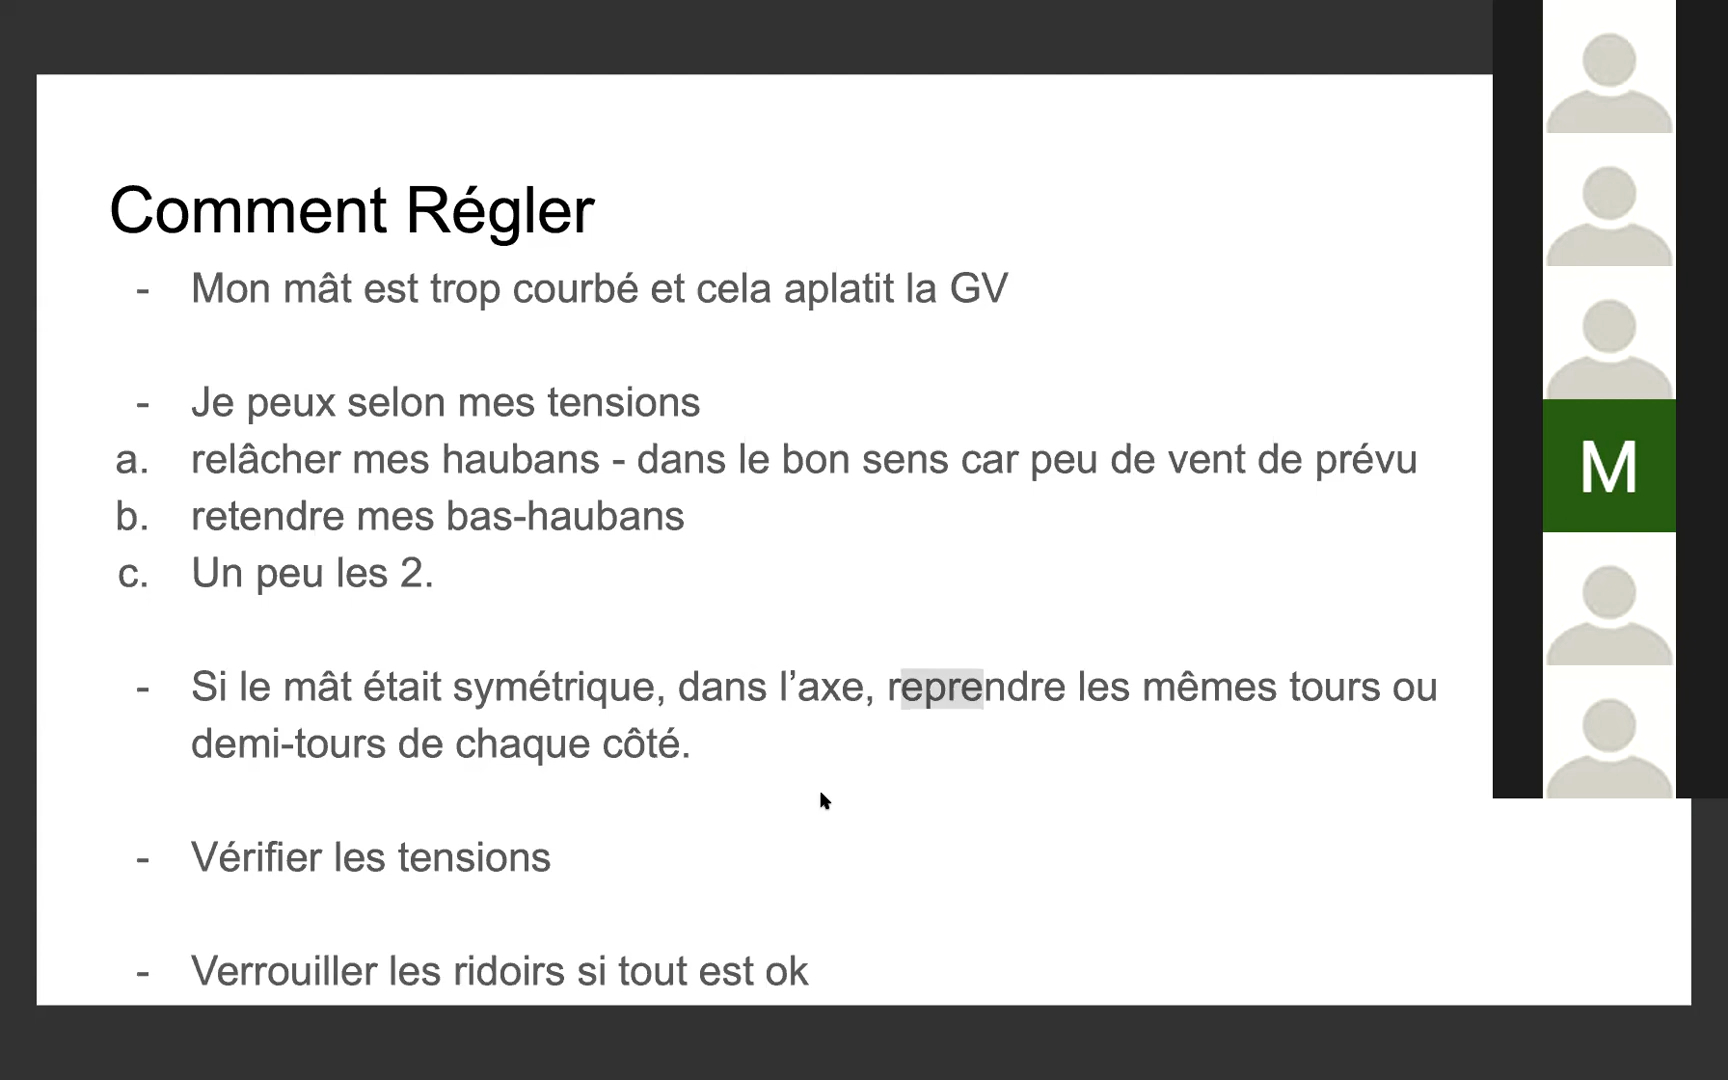 Comment Régler
- Mon mât est trop courbé et cela aplatit la GV
- Je peux selon mes tensions
a. relâcher mes haubans - dans le bon sens car peu de vent de prévu
b. retendre mes bas-haubans
c. Un peu les 2.
- Si le mât était symétrique, dans l’axe, reprendre les mêmes tours ou
demi-tours de chaque côté.
- Vérifier les tensions
- Verrouiller les ridoirs si tout est ok
M